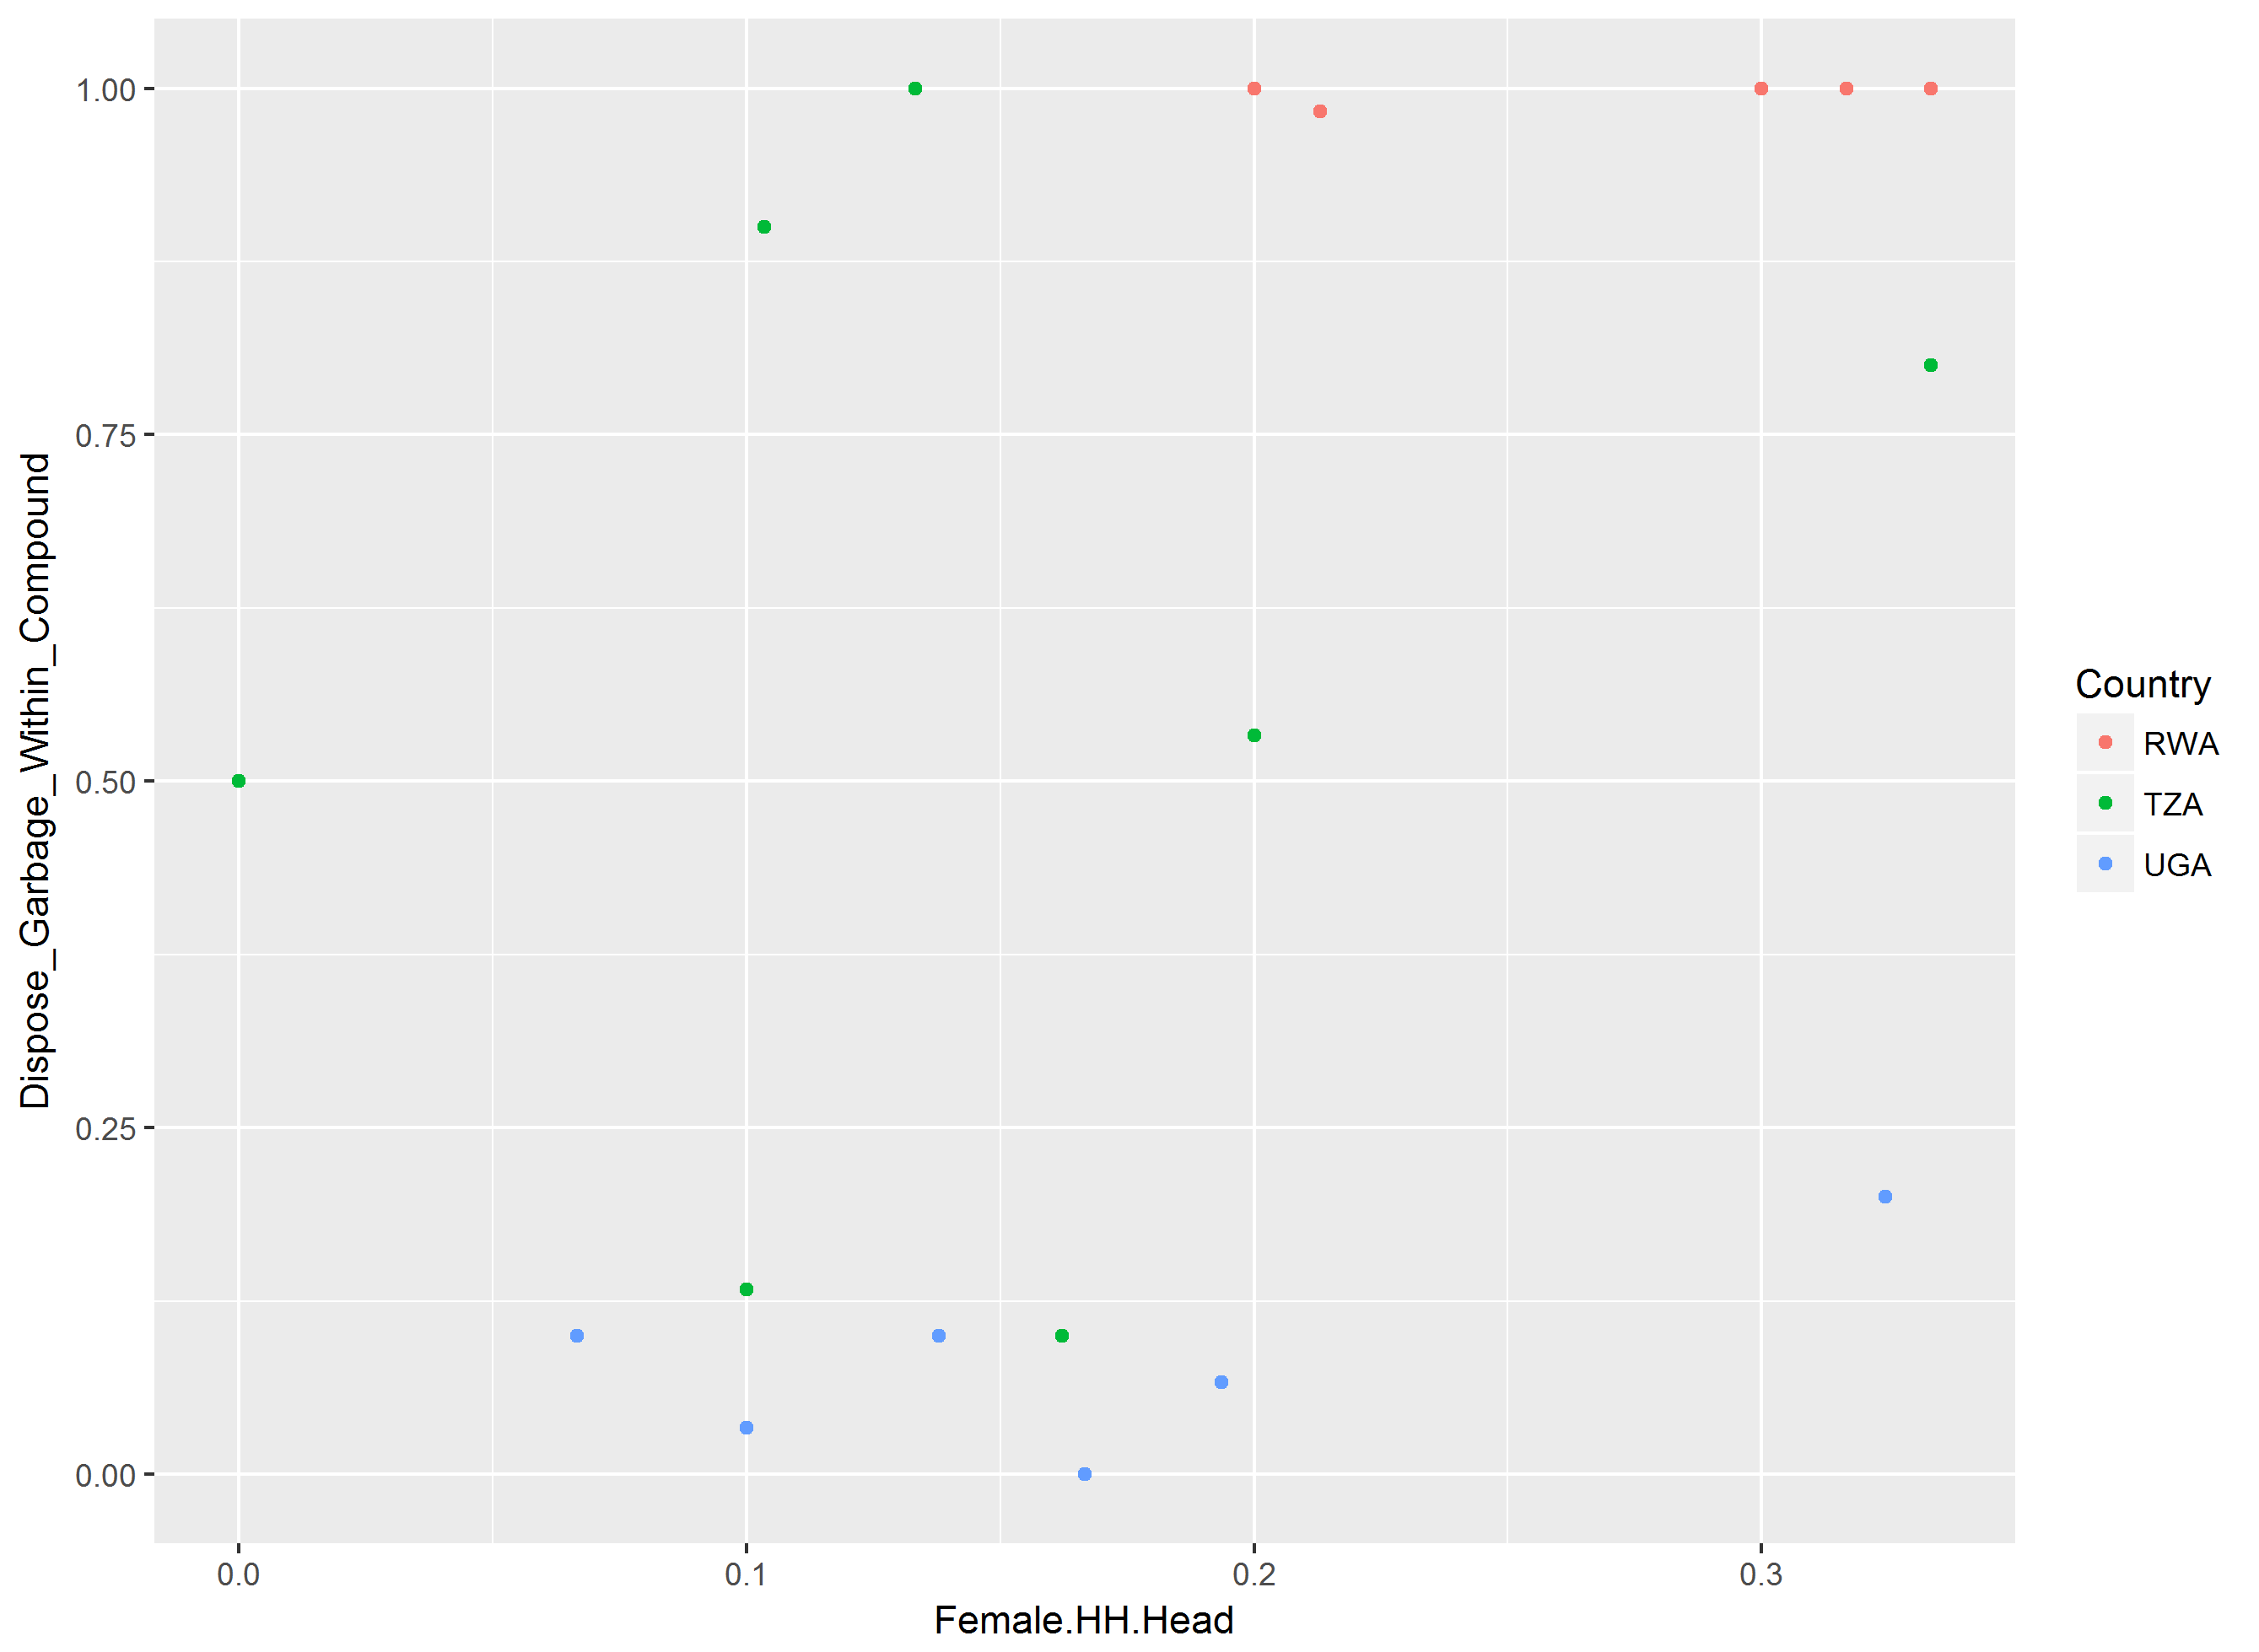 1.00
0.75
0.50
0.25
0.00
Dispose_Garbage_Within_Compound
0.0 0.1 0.2 0.3
Female.HH.Head
Country
RWA
TZA
UGA